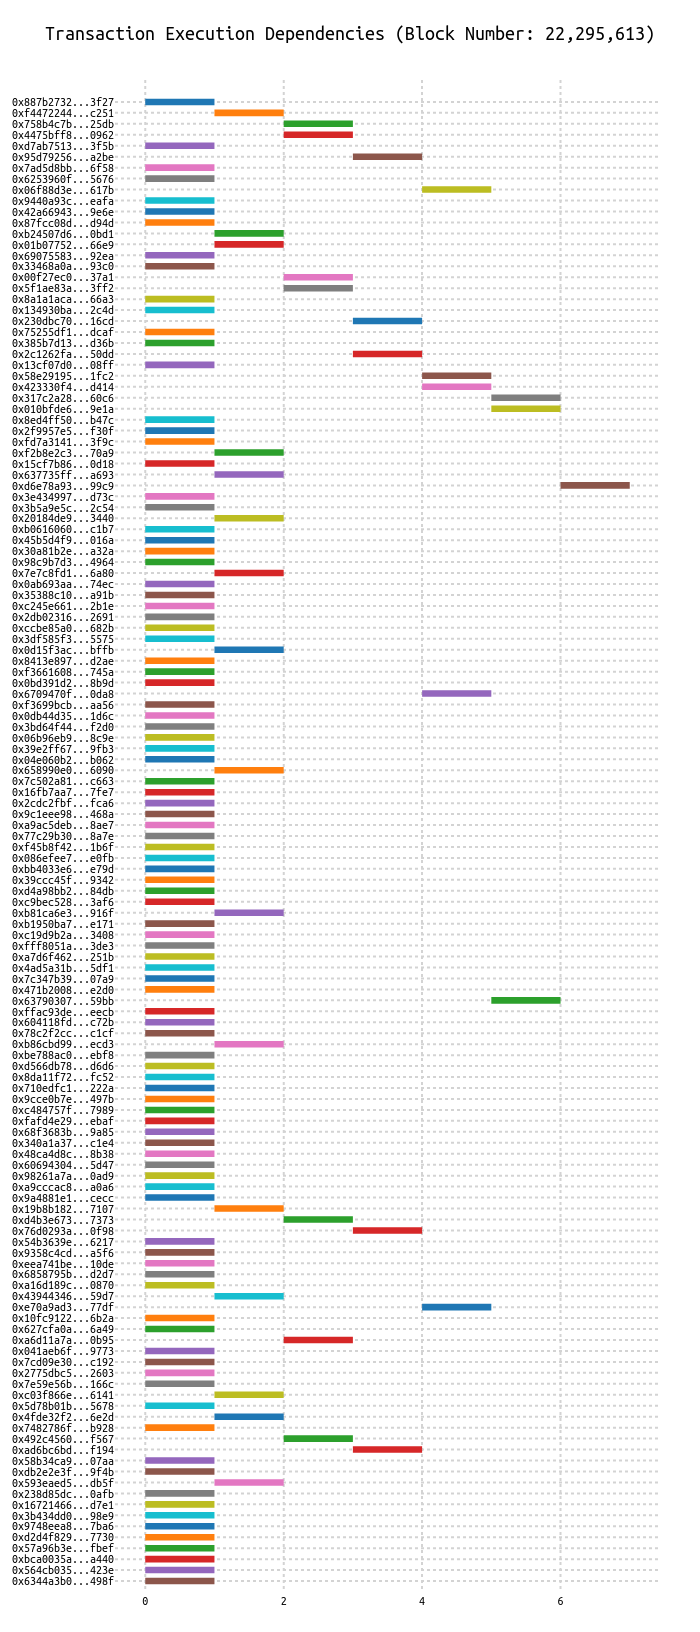 Transaction Execution Dependencies (Block Number: 22,295,613)
0x887b2732...3f27
0xf4472244...c251
0x758b4c7b...25db
0x4475bff8...0962
0xd7ab7513...3f5b
0x95d79256...a2be
0x7ad5d8bb...6f58
0x6253960f...5676
0x06f88d3e...617b
0x9440a93c...eafa
0x42a66943...9e6e
0x87fcc08d...d94d
0xb24507d6...0bd1
0x01b07752...66e9
0x69075583...92ea
0x33468a0a...93c0
0x00f27ec0...37a1
0x5f1ae83a...3ff2
0x8a1a1aca...66a3
0x134930ba...2c4d
0x230dbc70...16cd
0x75255df1...dcaf
0x385b7d13...d36b
0x2c1262fa...50dd
0x13cf07d0...08ff
0x58e29195...1fc2
0x423330f4...d414
0x317c2a28...60c6
0x010bfde6...9e1a
0x8ed4ff50...b47c
0x2f9957e5...f30f
0xfd7a3141...3f9c
0xf2b8e2c3...70a9
0x15cf7b86...0d18
0x637735ff...a693
0xd6e78a93...99c9
0x3e434997...d73c
0x3b5a9e5c...2c54
0x20184de9...3440
0xb0616060...c1b7
0x45b5d4f9...016a
0x30a81b2e...a32a
0x98c9b7d3...4964
0x7e7c8fd1...6a80
0x0ab693aa...74ec
0x35388c10...a91b
0xc245e661...2b1e
0x2db02316...2691
0xccbe85a0...682b
0x3df585f3...5575
0x0d15f3ac...bffb
0x8413e897...d2ae
0xf3661608...745a
0x0bd391d2...8b9d
0x6709470f...0da8
0xf3699bcb...aa56
0x0db44d35...1d6c
0x3bd64f44...f2d0
0x06b96eb9...8c9e
0x39e2ff67...9fb3
0x04e060b2...b062
0x658990e0...6090
0x7c502a81...c663
0x16fb7aa7...7fe7
0x2cdc2fbf...fca6
0x9c1eee98...468a
0xa9ac5deb...8ae7
0x77c29b30...8a7e
0xf45b8f42...1b6f
0x086efee7...e0fb
0xbb4033e6...e79d
0x39ccc45f...9342
0xd4a98bb2...84db
0xc9bec528...3af6
0xb81ca6e3...916f
0xb1950ba7...e171
0xc19d9b2a...3408
0xfff8051a...3de3
0xa7d6f462...251b
0x4ad5a31b...5df1
0x7c347b39...07a9
0x471b2008...e2d0
0x63790307...59bb
0xffac93de...eecb
0x604118fd...c72b
0x78c2f2cc...c1cf
0xb86cbd99...ecd3
0xbe788ac0...ebf8
0xd566db78...d6d6
0x8da11f72...fc52
0x710edfc1...222a
0x9cce0b7e...497b
0xc484757f...7989
0xfafd4e29...ebaf
0x68f3683b...9a85
0x340a1a37...c1e4
0x48ca4d8c...8b38
0x60694304...5d47
0x98261a7a...0ad9
0xa9cccac8...a0a6
0x9a4881e1...cecc
0x19b8b182...7107
0xd4b3e673...7373
0x76d0293a...0f98
0x54b3639e...6217
0x9358c4cd...a5f6
0xeea741be...10de
0x6858795b...d2d7
0xa16d189c...0870
0x43944346...59d7
0xe70a9ad3...77df
0x10fc9122...6b2a
0x627cfa0a...6a49
0xa6d11a7a...0b95
0x041aeb6f...9773
0x7cd09e30...c192
0x2775dbc5...2603
0x7e59e56b...166c
0xc03f866e...6141
0x5d78b01b...5678
0x4fde32f2...6e2d
0x7482786f...b928
0x492c4560...f567
0xad6bc6bd...f194
0x58b34ca9...07aa
0xdb2e2e3f...9f4b
0x593eaed5...db5f
0x238d85dc...0afb
0x16721466...d7e1
0x3b434dd0...98e9
0x9748eea8...7ba6
0xd2d4f829...7730
0x57a96b3e...fbef
0xbca0035a...a440
0x564cb035...423e
0x6344a3b0...498f
0 2 4 6